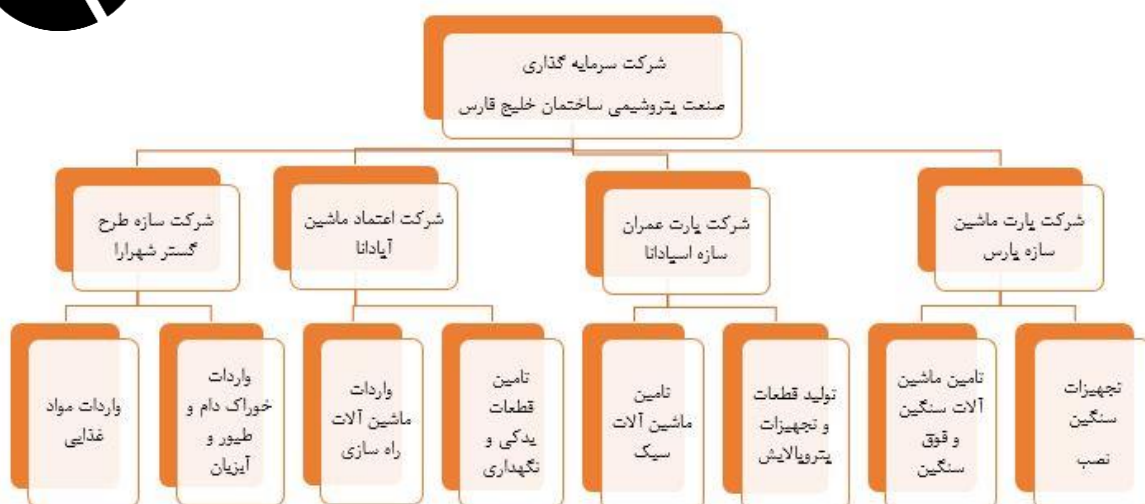 شرکت سرمایه گذاری
صنعت پتروشیمی ساختمان خلیج فارس
شرکت پارت ماشین
سازه پارس
شرکت پارت عمران
سازه اسپادانا
شرکت اعتماد ماشین
آپادانا
شرکت سازه طرح
گستر شهرارا
تجهیزات
سنگین
نصب
تامین ماشین
آلات سنگین
و فوق
سنگین
تولید قطعات
و تجهیزات
پتروپالایش
تامین
ماشین آلات
سبک
تامین
قطعات
یدکی و
نگهداری
واردات
ماشین آلات
راه سازی
واردات
خوراک دام و
طیور و
آبزیان
واردات مواد
غذایی